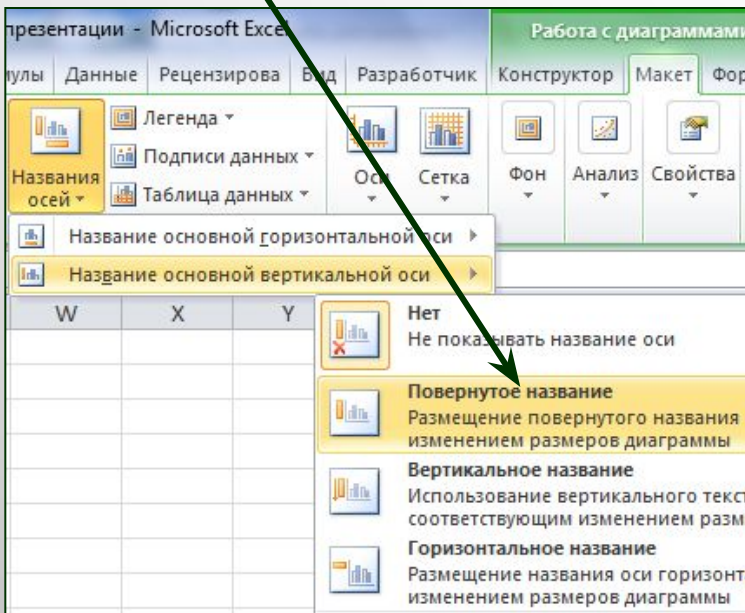 презентации - Microsoft Excel
Работа с диаграммами
Данные Рецензирова Вид Разработчик Конструктор Макет Фор
Названия осей
Легенда
Подписи данных
Таблица данных
Оси
Сетка
Фон
Анализ
Свойства
Название основной горизонтальной оси
Название основной вертикальной оси
W X Y
Нет
Не показывать название оси
Повернутое название
Размещение повернутого названия
изменением размеров диаграммы
Вертикальное название
Использование вертикального текст
соответствующим изменением разм
Горизонтальное название
Размещение названия оси горизонт
изменением размеров диаграммы